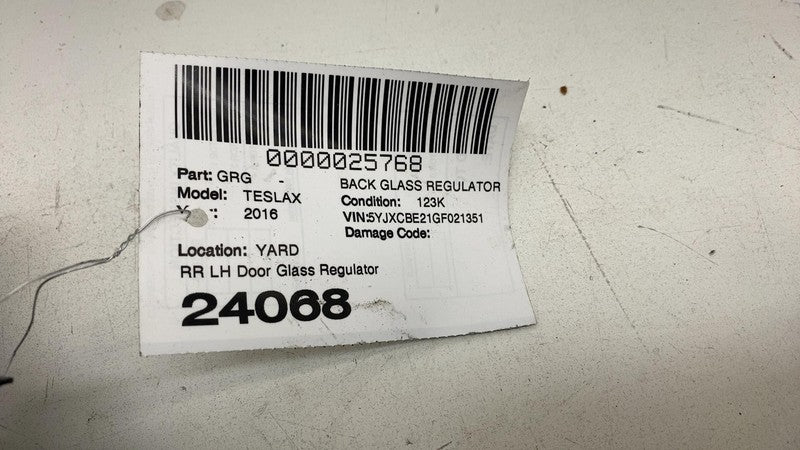 0000025768
Part: GRG - BACK GLASS REGULATOR
Model: TESLAX Condition: 123K
2016 VIN:5YJXCBE21GF021351
Damage Code:
Location: YARD
RR LH Door Glass Regulator
24068